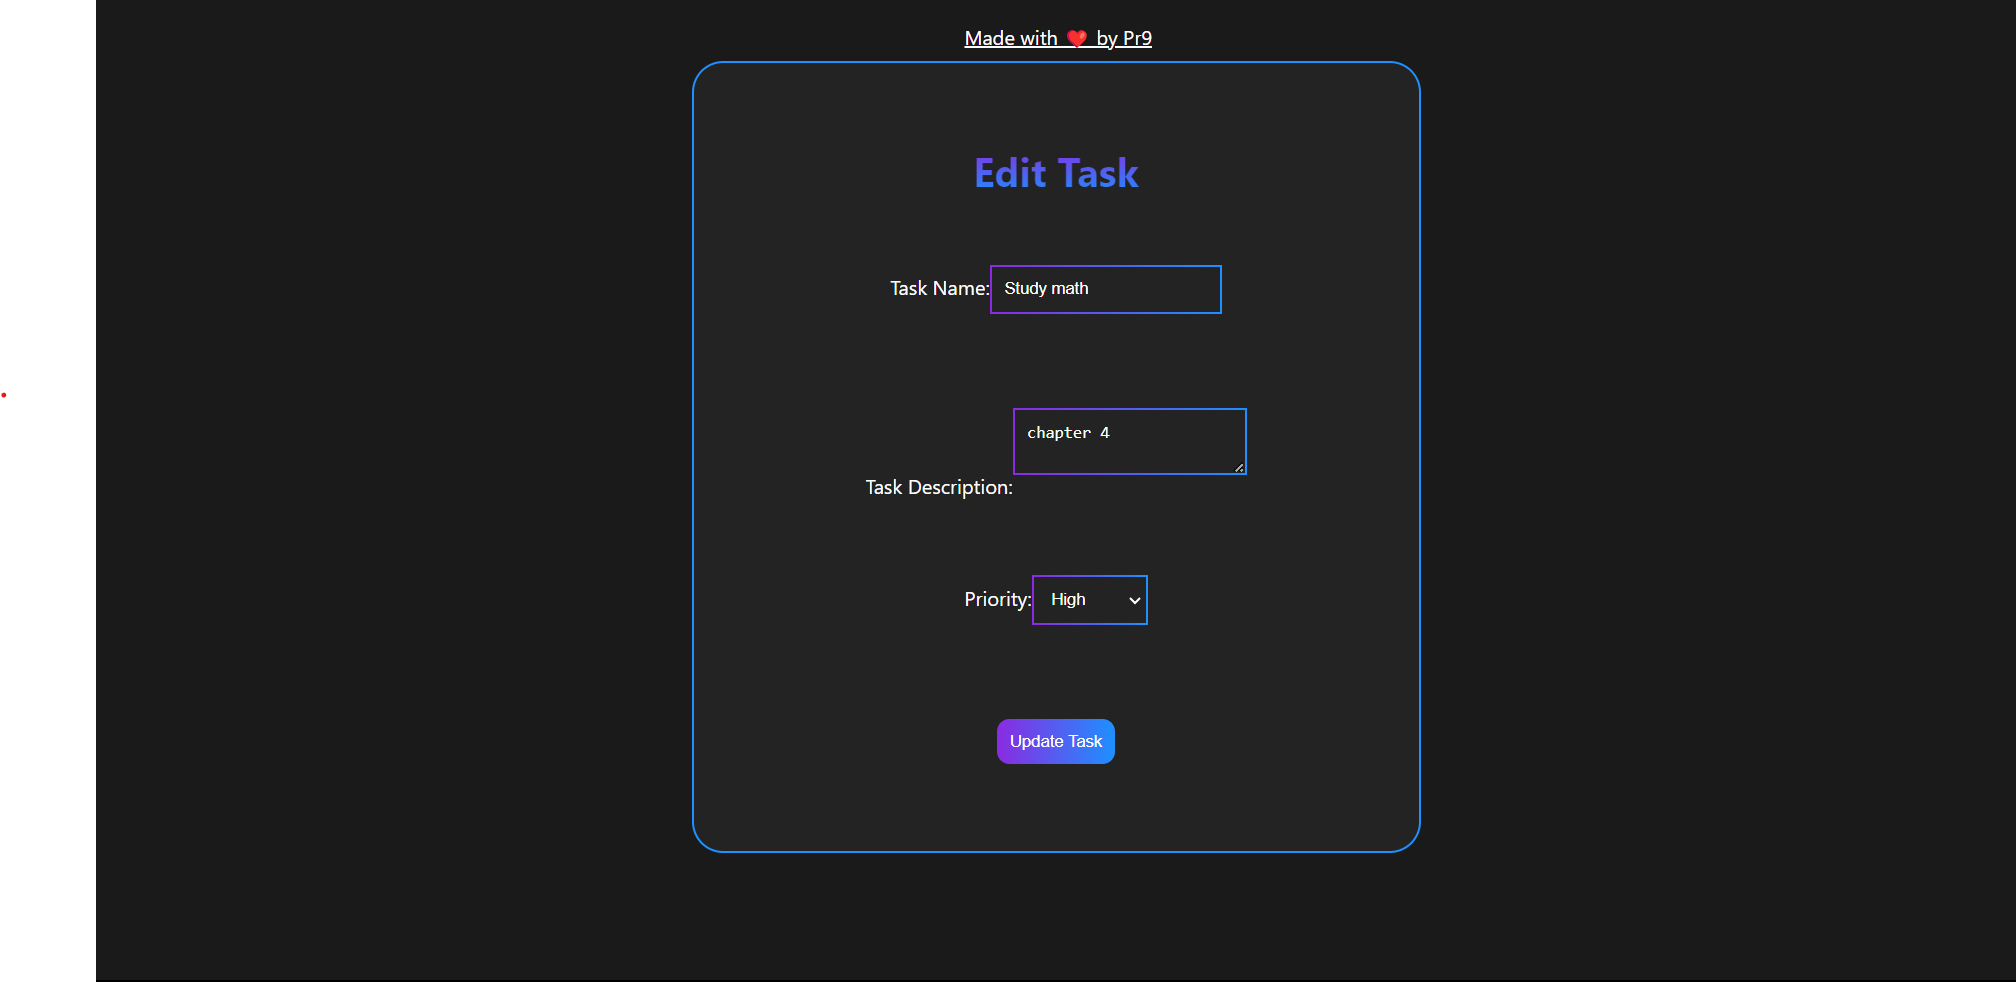 Made with ❤️ by Pr9
Edit Task
Task Name: Study math
chapter 4
Task Description:
Priority: High
Update Task